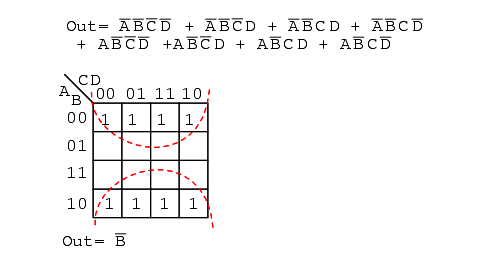 Out= A̅B̅C̅D̅ + A̅B̅C̅D + A̅B̅CD + A̅B̅CD̅
+ AB̅C̅D̅ +AB̅C̅D + AB̅CD + AB̅CD̅
CD
A
B
00 01 11 10
00 1 1 1 1
01
11
10 1 1 1 1
Out= B̅